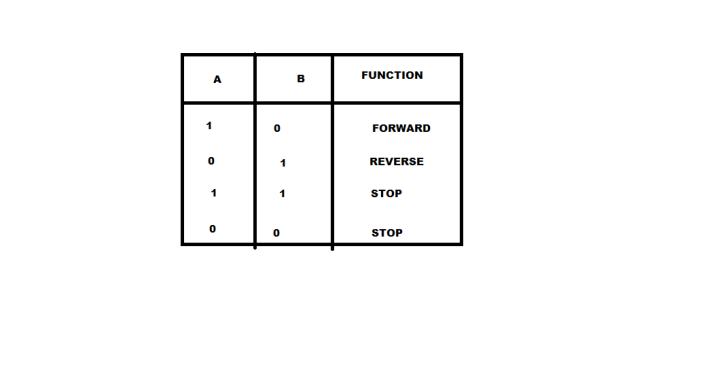 A B FUNCTION
1 0 FORWARD
0 1 REVERSE
1 1 STOP
0 0 STOP